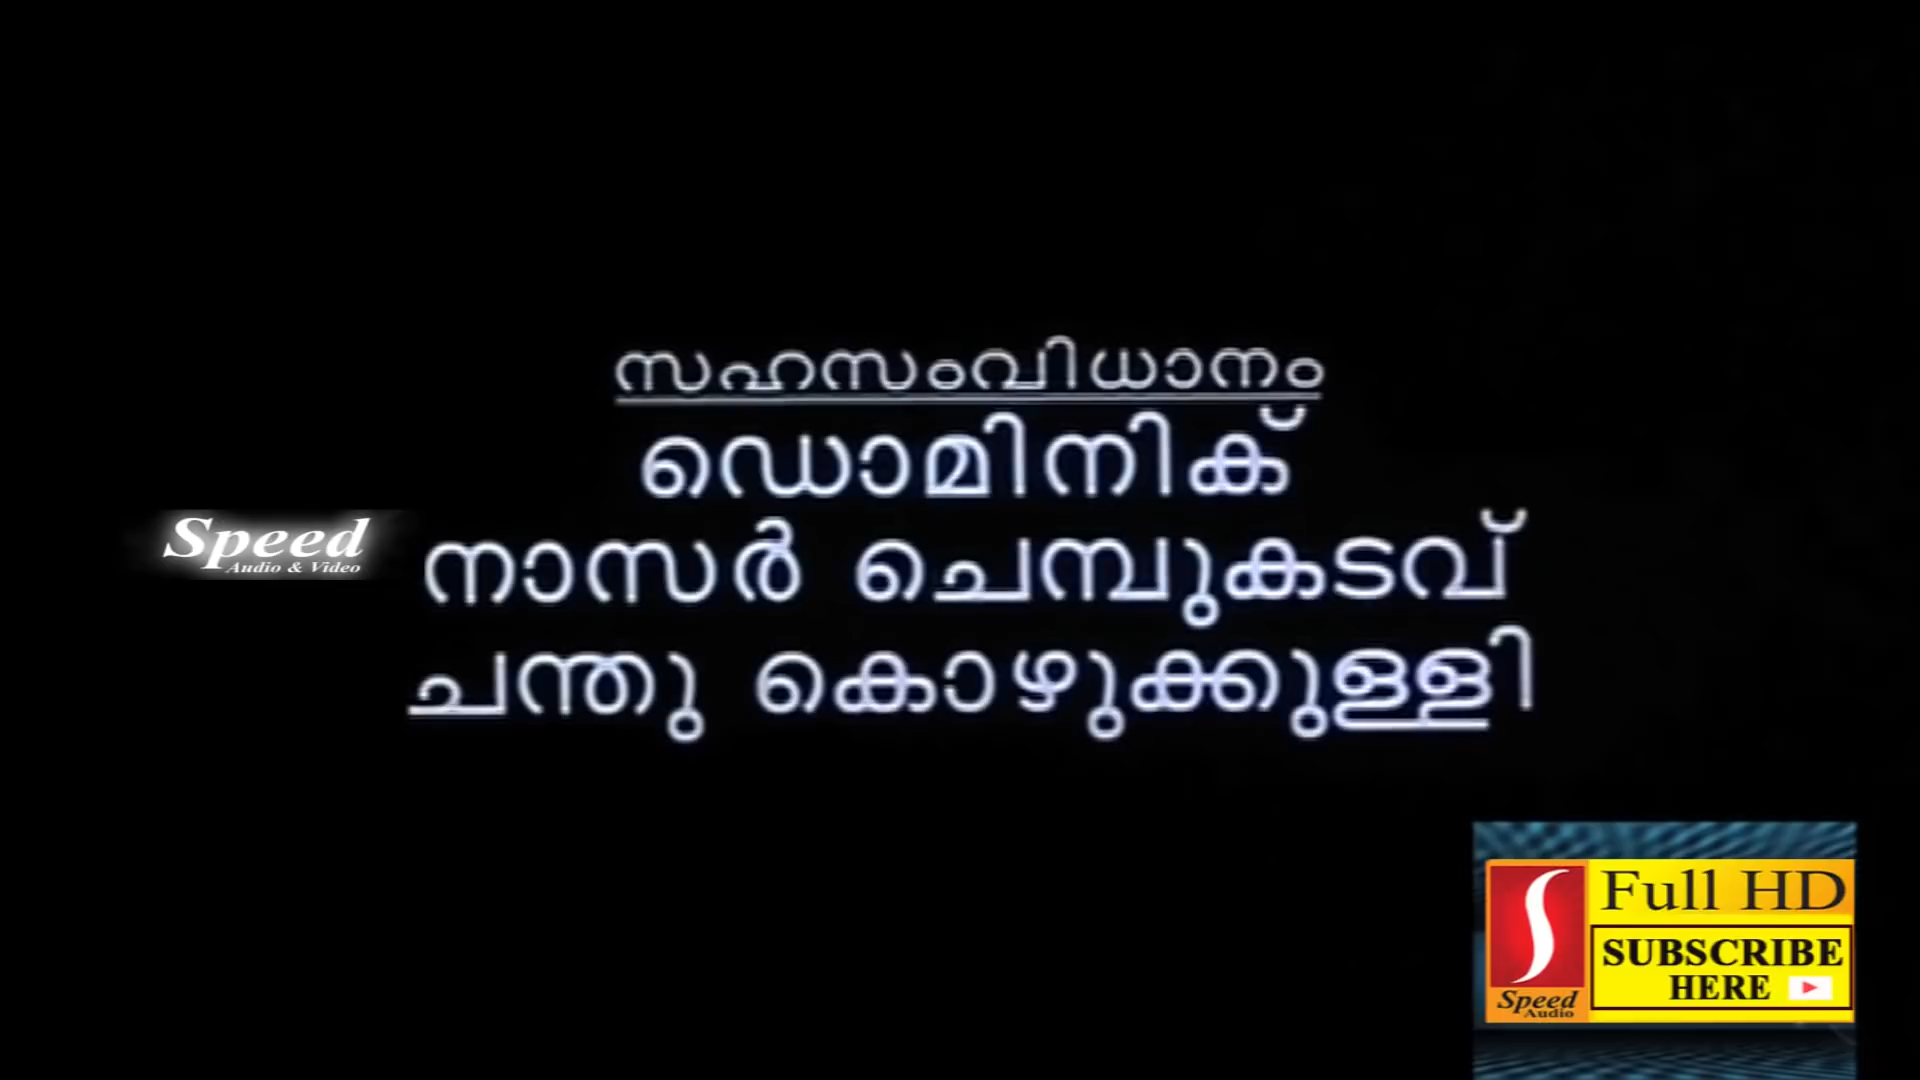 സഹസംവിധാനം
ഡൊമിനിക്
Speed
Audio & Video
നാസർ ചെമ്പുകടവ്
ചന്തു കൊഴുക്കുള്ളി
Full HD
SUBSCRIBE
HERE
Speed
Audio